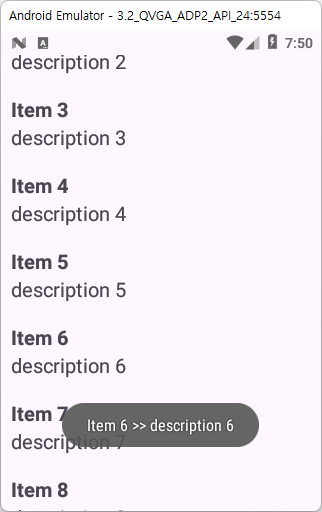 Android Emulator - 3.2_QVGA_ADP2_API_24:5554
7:50
description 2
Item 3
description 3
Item 4
description 4
Item 5
description 5
Item 6
description 6
Item 7
Item 6 >> description 6
description 7
Item 8